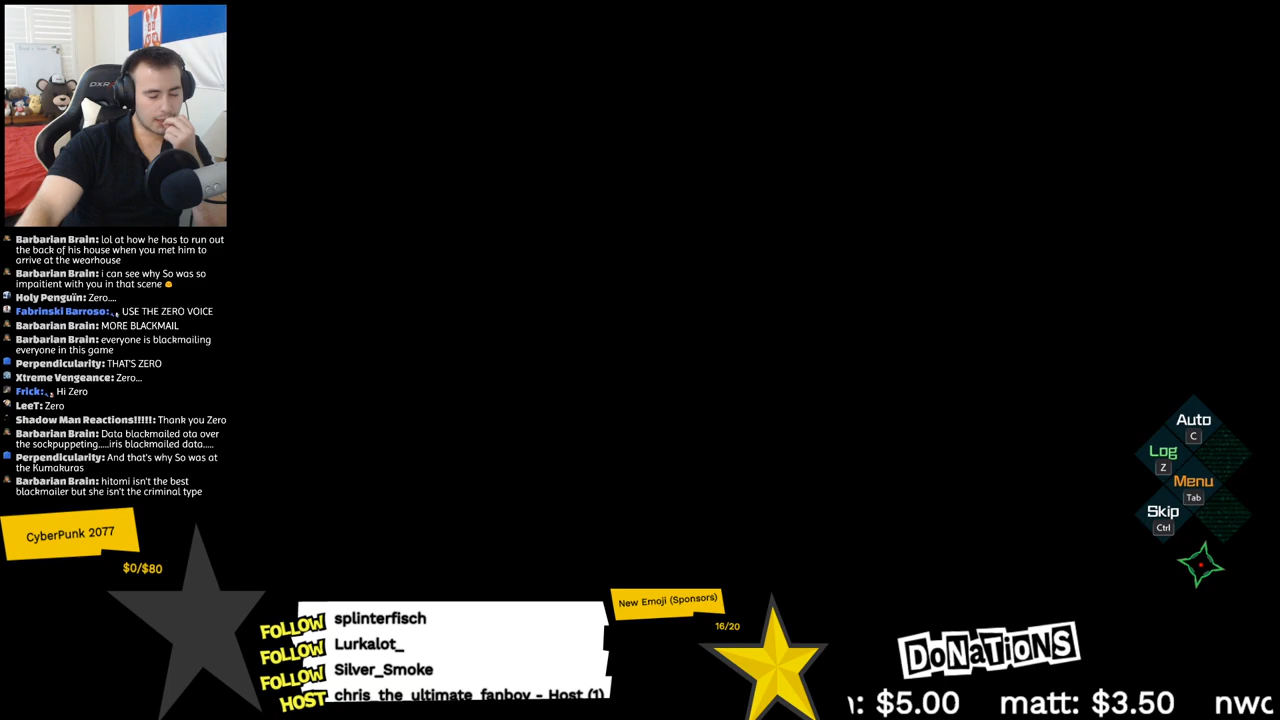 DXR
Barbarian Brain: lol at how he has to run out
the back of his house when you met him to
arrive at the wearhouse
Barbarian Brain: i can see why So was so
impaitient with you in that scene
Holy Penguin: Zero....
Fabrinski Barroso: USE THE ZERO VOICE
Barbarian Brain: MORE BLACKMAIL
Barbarian Brain: everyone is blackmailing
everyone in this game
Perpendicularity: THAT'S ZERO
Xtreme Vengeance: Zero...
Frick: Hi Zero
LeeT: Zero
Shadow Man Reactions!!!!!: Thank you Zero
Barbarian Brain: Data blackmailed ota over
the sockpuppeting.....iris blackmailed data.....
Perpendicularity: And that's why So was at
the Kumakuras
Barbarian Brain: hitomi isn't the best
blackmailer but she isn't the criminal type
Auto
C
Log
Z
Menu
Tab
Skip
Ctrl
CyberPunk 2077
$0/$80
FOLLOW splinterfisch
FOLLOW Lurkalot_
FOLLOW Silver_Smoke
HOST chris_the_ultimate_fanboy - Host (1)
New Emoji (Sponsors)
16/20
DoNaTioNS
: $5.00 matt: $3.50 nwc